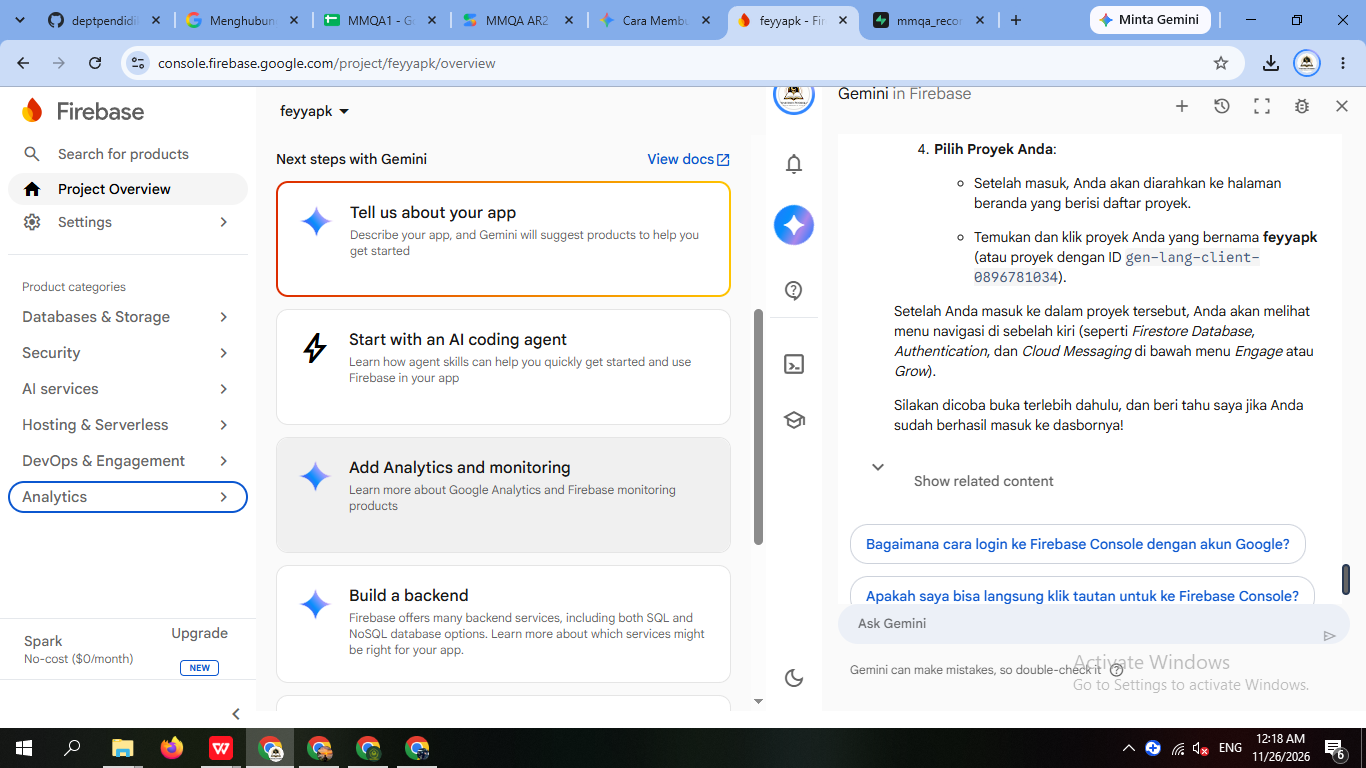 deptpendidi
Menghubun
MMQA1 - G
MMQA AR2
Cara Membu
feyyapk - Fir
mmqa_recor
Minta Gemini
console.firebase.google.com/project/feyyapk/overview
Firebase
Search for products
Project Overview
Settings
Product categories
Databases & Storage
Security
AI services
Hosting & Serverless
DevOps & Engagement
Analytics
Spark
No-cost ($0/month)
Upgrade
NEW
feyyapk
Next steps with Gemini
View docs
Tell us about your app
Describe your app, and Gemini will suggest products to help you
get started
Start with an AI coding agent
Learn how agent skills can help you quickly get started and use
Firebase in your app
Add Analytics and monitoring
Learn more about Google Analytics and Firebase monitoring
products
Build a backend
Firebase offers many backend services, including both SQL and
NoSQL database options. Learn more about which services might
be right for your app.
Gemini in Firebase
4. Pilih Proyek Anda:
Setelah masuk, Anda akan diarahkan ke halaman
beranda yang berisi daftar proyek.
Temukan dan klik proyek Anda yang bernama feyyapk
(atau proyek dengan ID gen-lang-client-
0896781034).
Setelah Anda masuk ke dalam proyek tersebut, Anda akan melihat
menu navigasi di sebelah kiri (seperti Firestore Database,
Authentication, dan Cloud Messaging di bawah menu Engage atau
Grow).
Silakan dicoba buka terlebih dahulu, dan beri tahu saya jika Anda
sudah berhasil masuk ke dasbornya!
Show related content
Bagaimana cara login ke Firebase Console dengan akun Google?
Apakah saya bisa langsung klik tautan untuk ke Firebase Console?
Ask Gemini
Gemini can make mistakes, so double-check it
Activate Windows
Go to Settings to activate Windows.
ENG
12:18 AM
11/26/2026
6